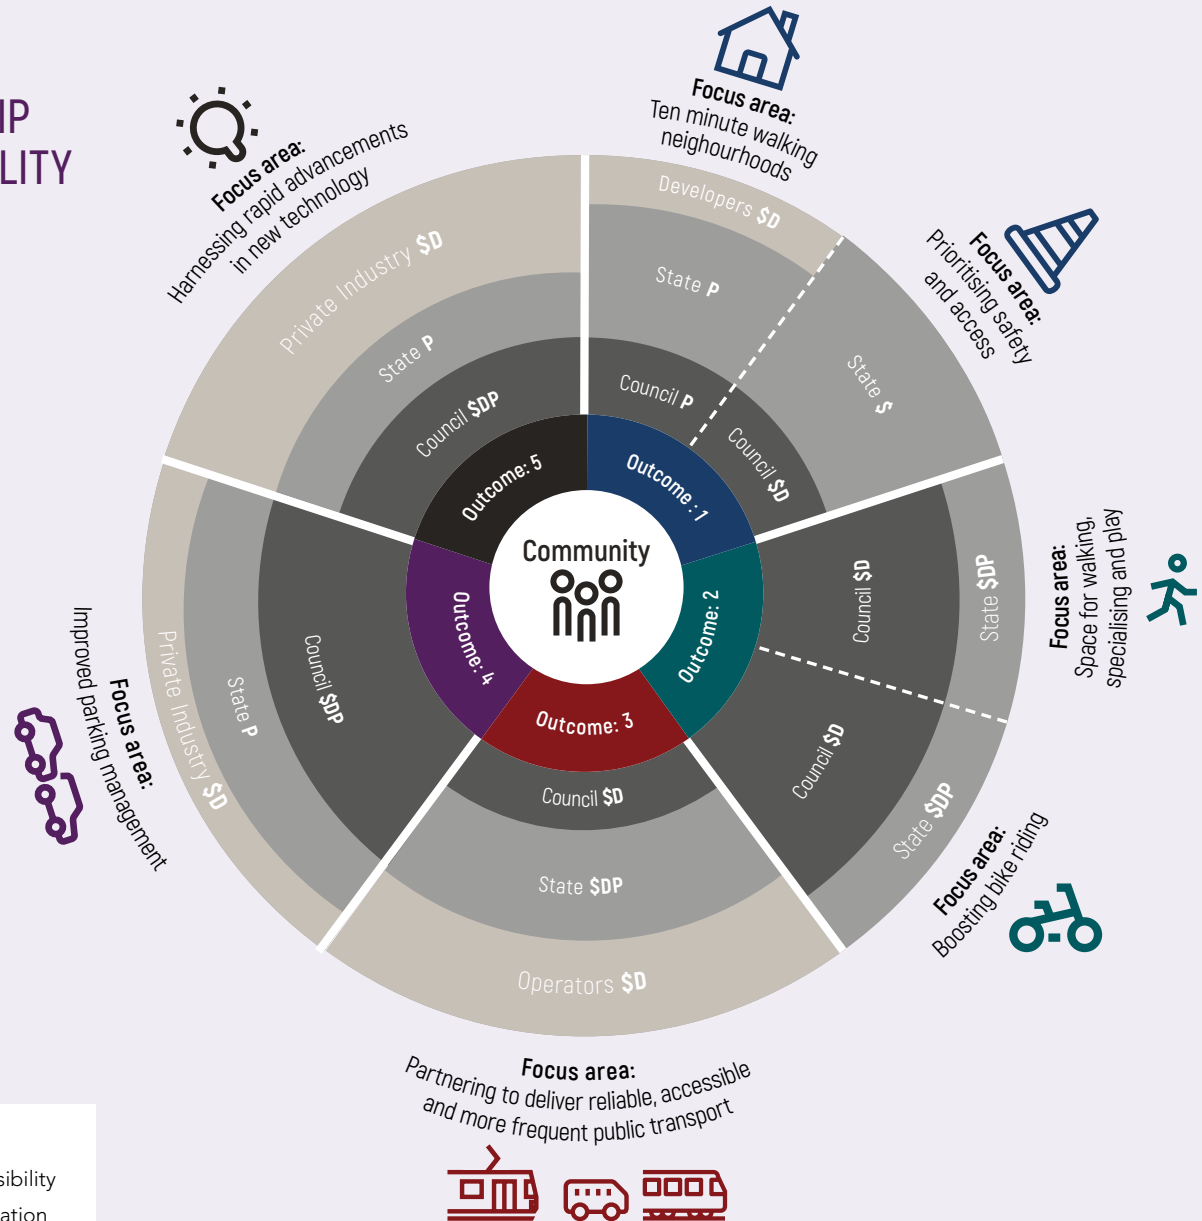 IP
LITY
Focus area:
Ten minute walking
neighourhoods
Focus area:
Prioritising safety
and access
Focus area:
Space for walking,
specialising and play
Focus area:
Boosting bike riding
Focus area:
Partnering to deliver reliable, accessible
and more frequent public transport
Focus area:
Improved parking management
Focus area:
Harnessing rapid advancements
in new technology
Developers $D
State P
Council P
State $
Council $D
Outcome :1
State $DP
Council $D
State $DP
Council $D
Outcome: 2
Outcome: 3
Council $D
State $DP
Operators $D
Outcome: 4
Council $DP
State P
Private Industry $D
Outcome: 5
Council $DP
State P
Private Industry $D
Community
sibility
ation